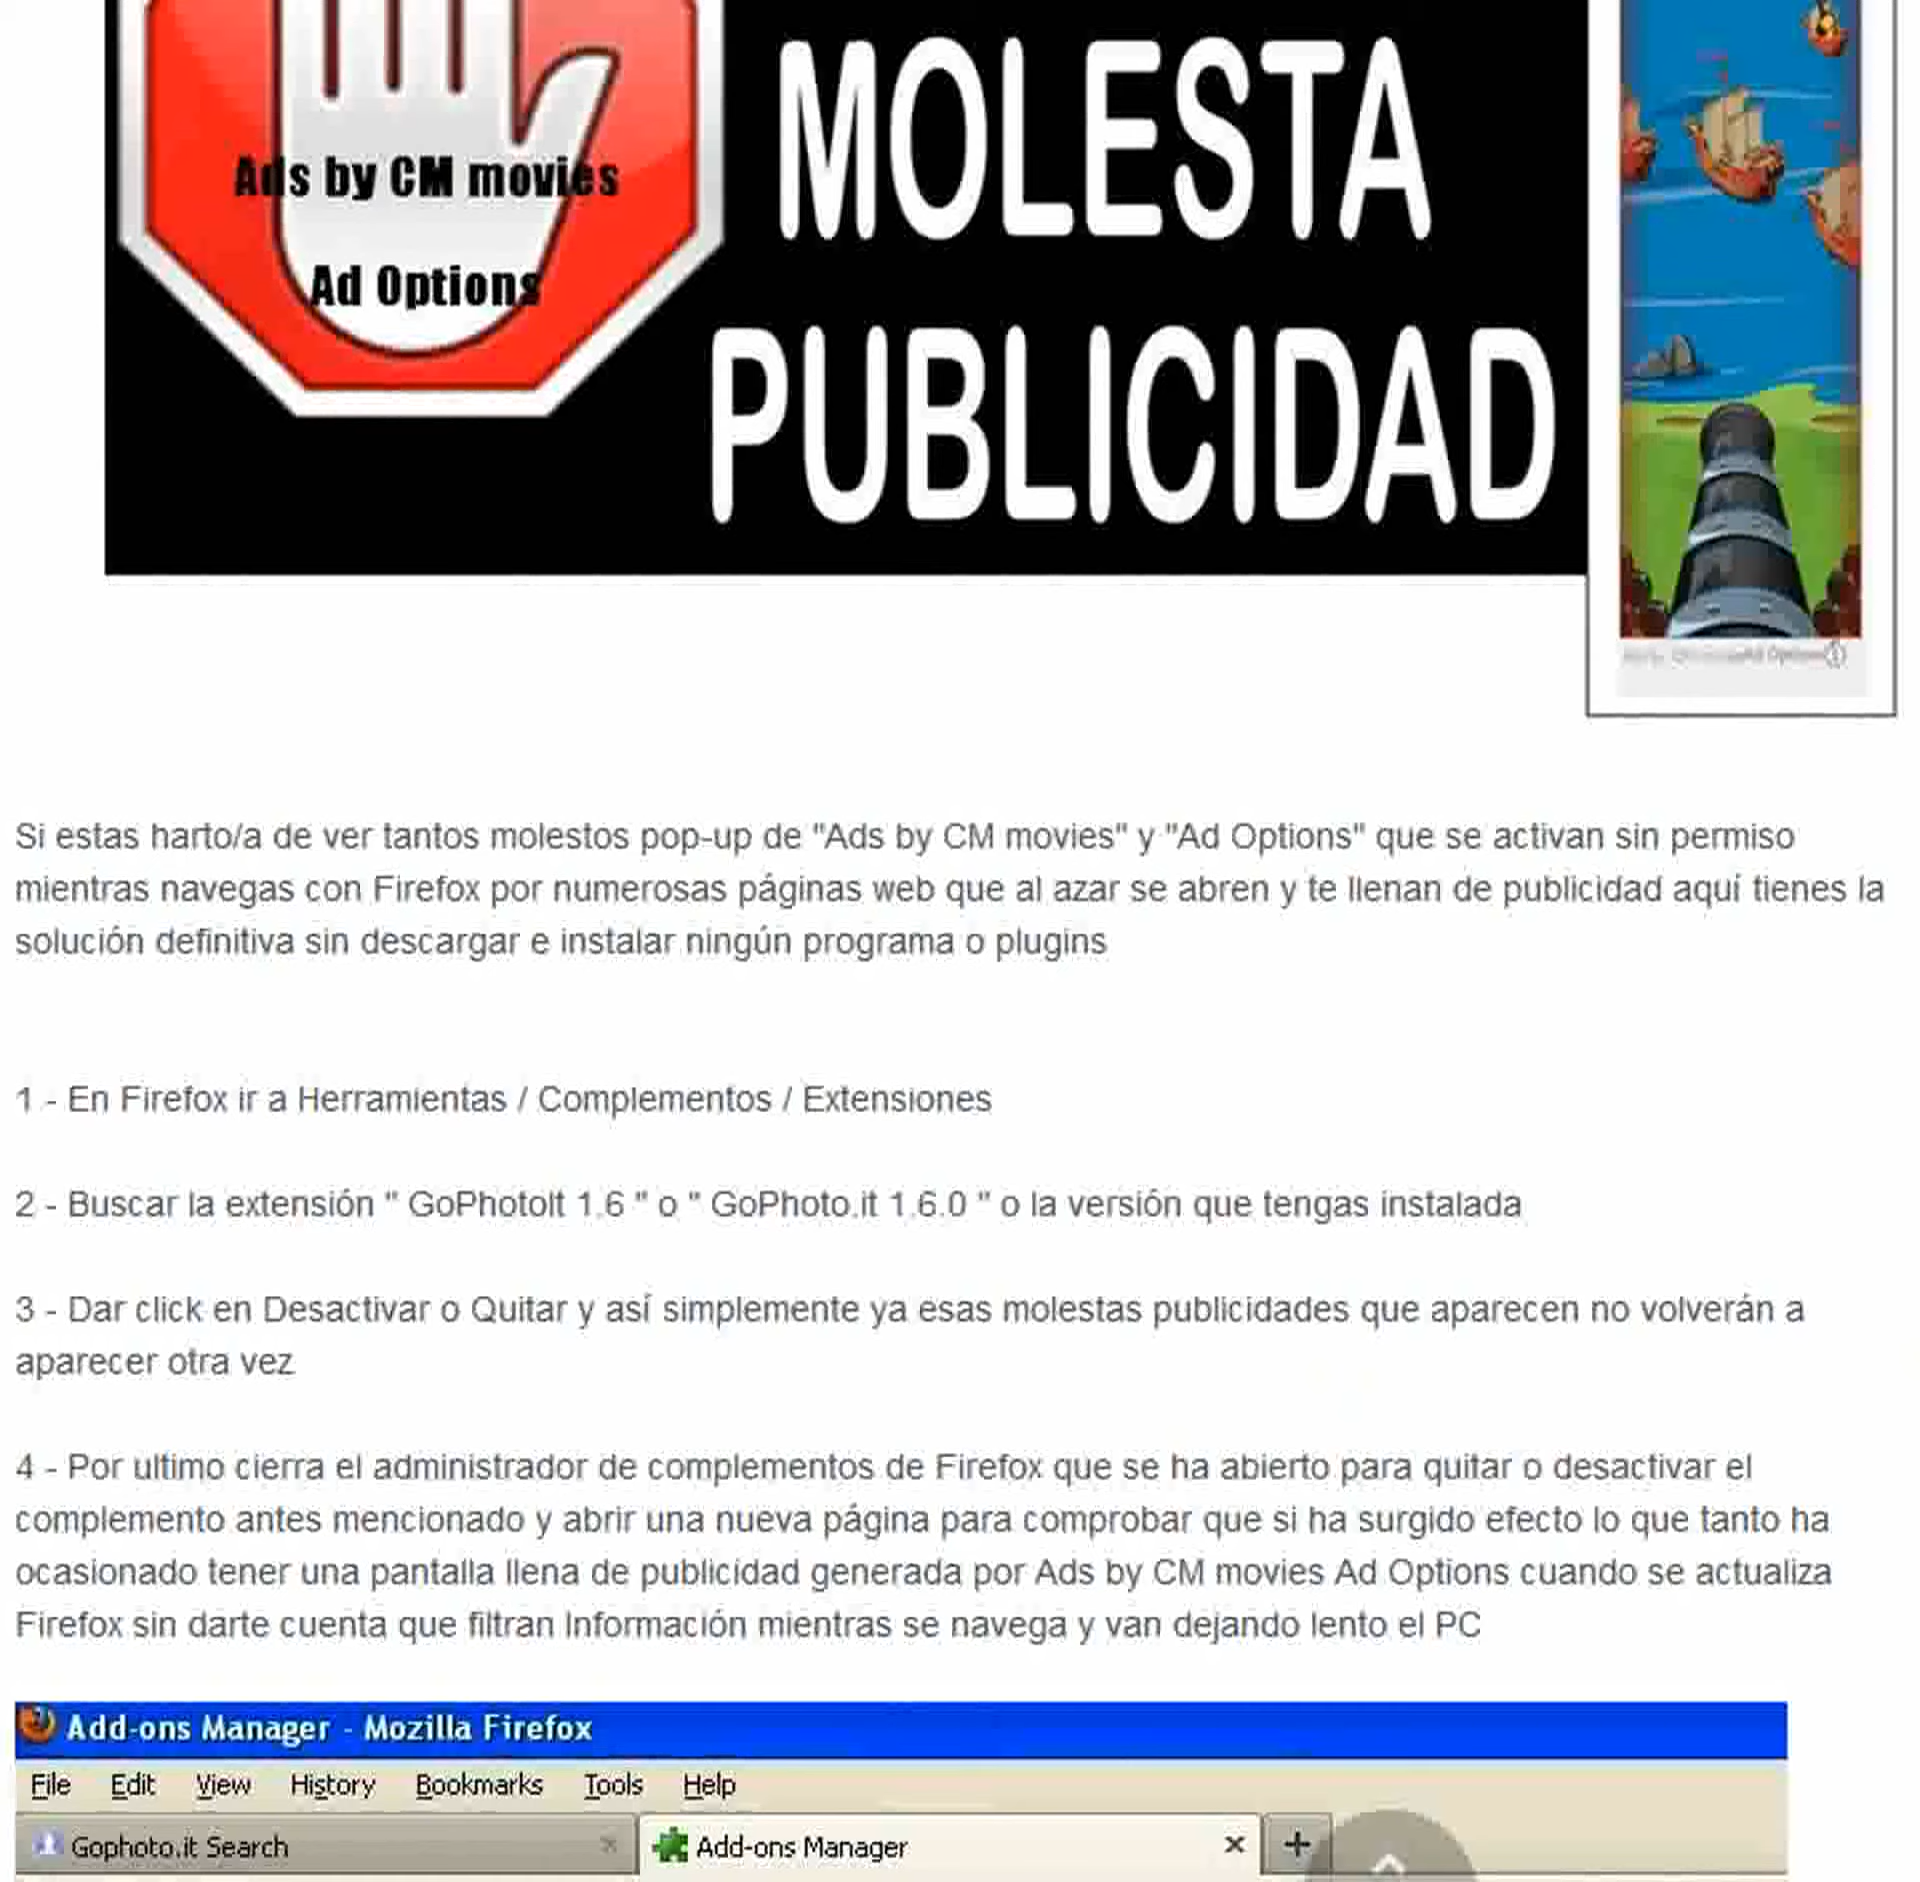 MOLESTA
Ads by CM movies
Ad Options
PUBLICIDAD
Si estas harto/a de ver tantos molestos pop-up de "Ads by CM movies" y "Ad Options" que se activan sin permiso
mientras navegas con Firefox por numerosas páginas web que al azar se abren y te llenan de publicidad aquí tienes la
solución definitiva sin descargar e instalar ningún programa o plugins
1 - En Firefox ir a Herramientas / Complementos / Extensiones
2 - Buscar la extensión " GoPhotoIt 1.6 " o " GoPhoto.it 1.6.0 " o la versión que tengas instalada
3 - Dar click en Desactivar o Quitar y así simplemente ya esas molestas publicidades que aparecen no volverán a
aparecer otra vez
4 - Por ultimo cierra el administrador de complementos de Firefox que se ha abierto para quitar o desactivar el
complemento antes mencionado y abrir una nueva página para comprobar que si ha surgido efecto lo que tanto ha
ocasionado tener una pantalla llena de publicidad generada por Ads by CM movies Ad Options cuando se actualiza
Firefox sin darte cuenta que filtran Información mientras se navega y van dejando lento el PC
Add-ons Manager - Mozilla Firefox
File Edit View History Bookmarks Tools Help
Gophoto.it Search
Add-ons Manager